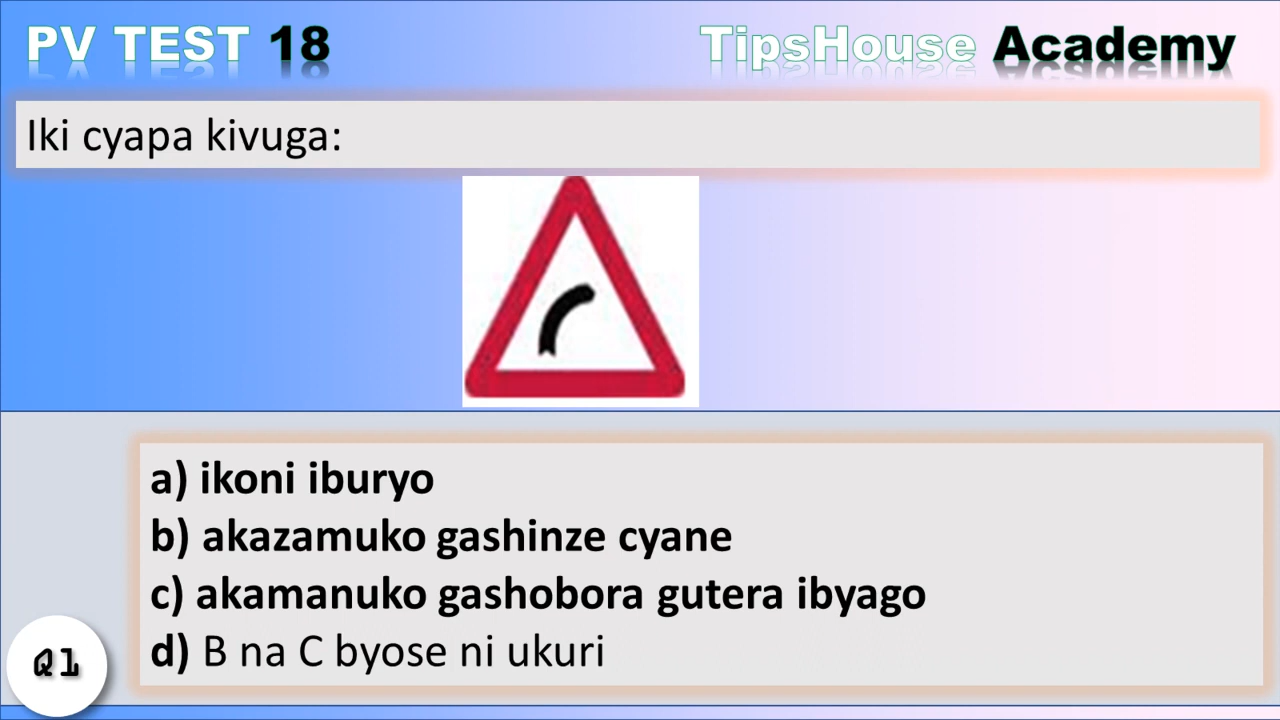 PV TEST 18
TipsHouse Academy
Iki cyapa kivuga:
a) ikoni iburyo
b) akazamuko gashinze cyane
c) akamanuko gashobora gutera ibyago
d) B na C byose ni ukuri
Q1